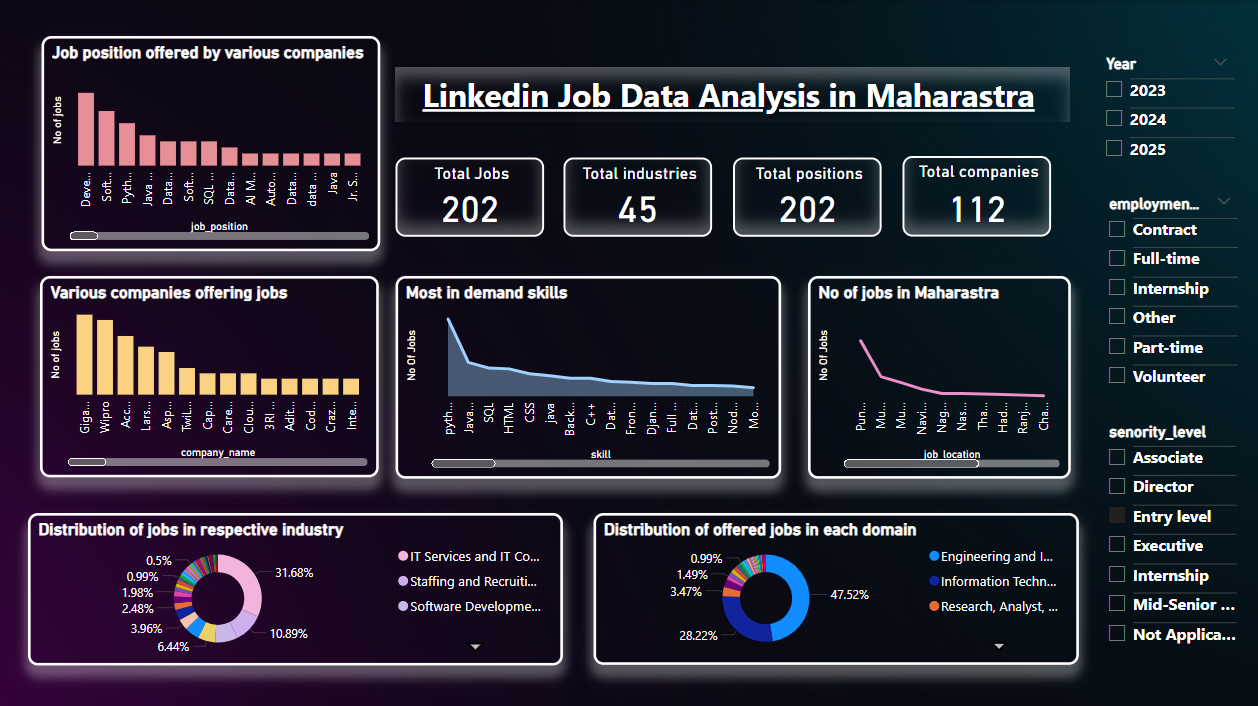 Job position offered by various companies
No of jobs
Deve...
Soft...
Pyth...
Java ...
Data...
Soft...
SQL ...
Data...
AI M...
Auto...
Data...
data ...
Java
Jr. S...
job_position
Linkedin Job Data Analysis in Maharastra
Total Jobs
202
Total industries
45
Total positions
202
Total companies
112
Year
2023
2024
2025
employmen...
Contract
Full-time
Internship
Other
Part-time
Volunteer
senority_level
Associate
Director
Entry level
Executive
Internship
Mid-Senior ...
Not Applica...
Various companies offering jobs
No of jobs
Giga...
Wipro
Acc...
Lars...
Asp...
TwiL...
Cap...
Care...
Clou...
3RI ...
Adit...
Cod...
Craz...
Inte...
company_name
Most in demand skills
No Of Jobs
pyth...
Java...
SQL
HTML
CSS
java
Back...
C++
Dat...
Fron...
Djan...
Full ...
Dat...
Post...
Nod...
Mo...
skill
No of jobs in Maharastra
No Of Jobs
Pun...
Mu...
Mu...
Navi...
Nag...
Nas...
Tha...
Had...
Ranj...
Cha...
job_location
Distribution of jobs in respective industry
0.5%
0.99%
1.98%
2.48%
3.96%
6.44%
31.68%
10.89%
IT Services and IT Co...
Staffing and Recruiti...
Software Developme...
Distribution of offered jobs in each domain
0.99%
1.49%
3.47%
28.22%
47.52%
Engineering and I...
Information Techn...
Research, Analyst, ...